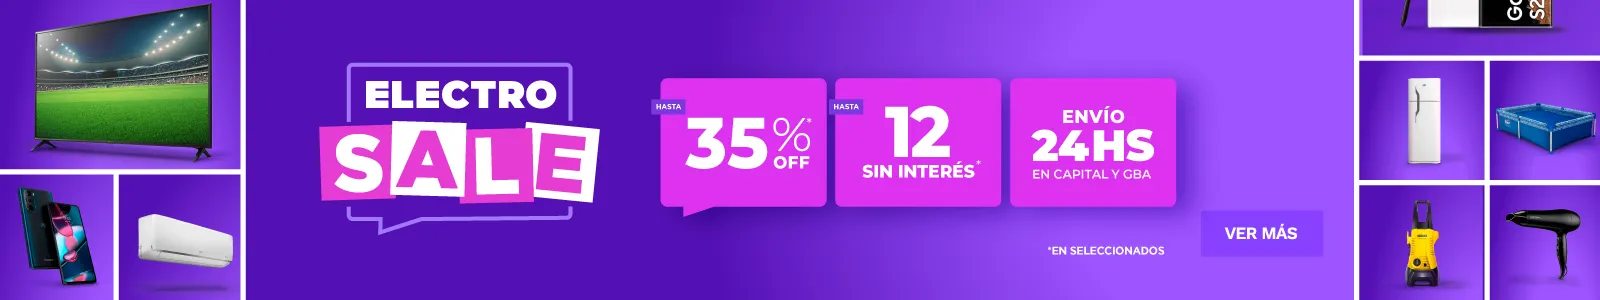 ELECTRO
SALE
HASTA
35%*
OFF
HASTA
12
SIN INTERÉS*
ENVÍO
24HS
EN CAPITAL Y GBA
*EN SELECCIONADOS
VER MÁS